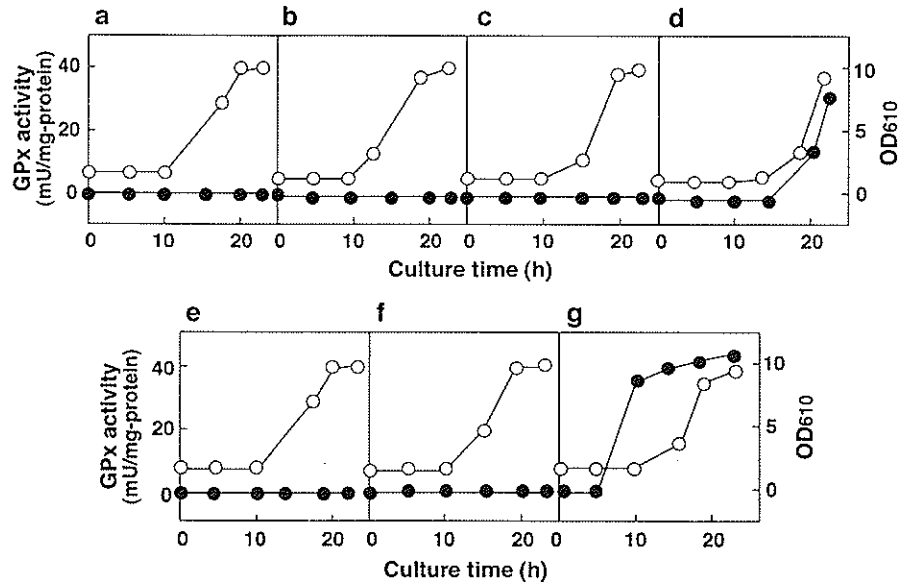 a b c d
GPx activity
(mU/mg-protein)
40
20
0
10
5
0
OD610
0 10 20 0 10 20 0 10 20 0 10 20
Culture time (h)
e f g
GPx activity
(mU/mg-protein)
40
20
0
10
5
0
OD610
0 10 20 0 10 20 0 10 20
Culture time (h)